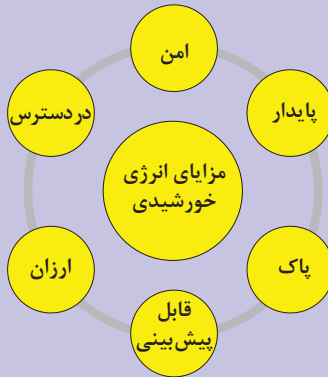 مزایای انرژی
خورشیدی
امن
پایدار
پاک
قابل
پیش‌بینی
ارزان
دردسترس